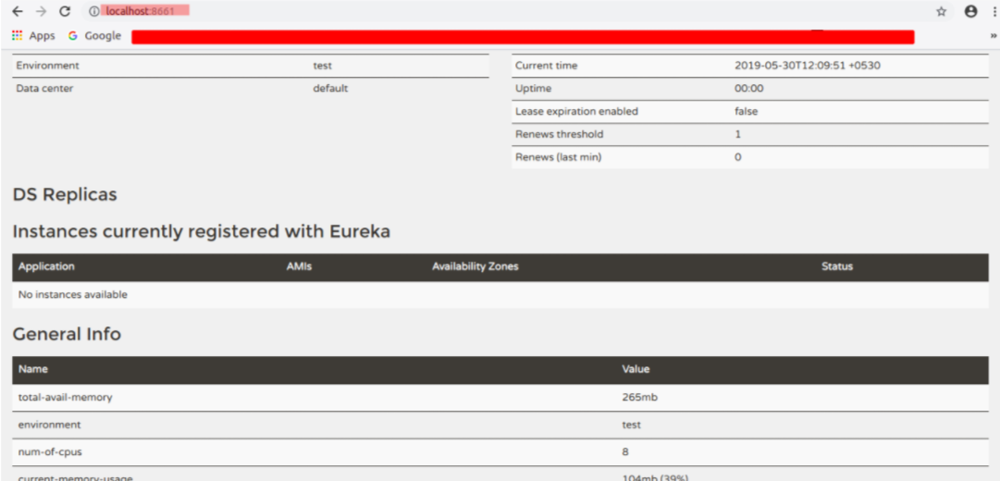 localhost:8661
Apps Google
Environment test
Data center default
Current time 2019-05-30T12:09:51 +0530
Uptime 00:00
Lease expiration enabled false
Renews threshold 1
Renews (last min) 0
DS Replicas
Instances currently registered with Eureka
Application AMIs Availability Zones Status
No instances available
General Info
Name Value
total-avail-memory 265mb
environment test
num-of-cpus 8
current-memory-usage 104mb (39%)